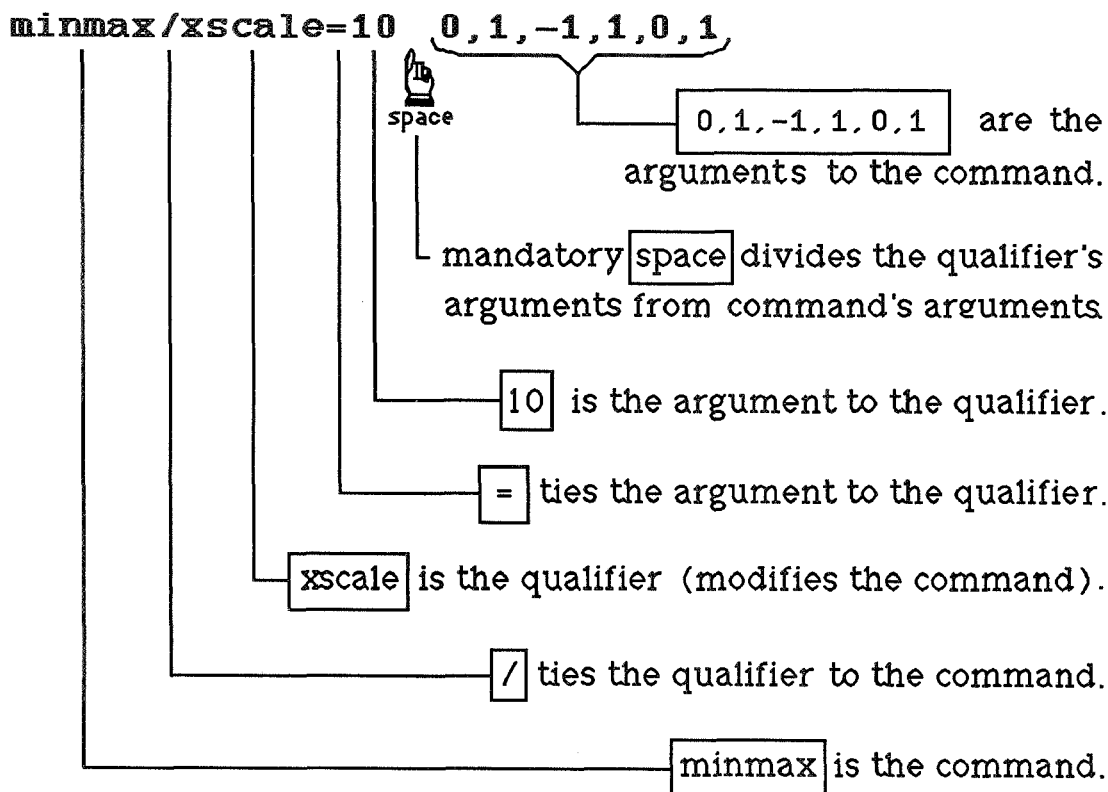 minmax/xscale=10 0,1,-1,1,0,1,
space
0,1,-1,1,0,1 are the
arguments to the command.
mandatory space divides the qualifier's
arguments from command's arguments
10 is the argument to the qualifier.
= ties the argument to the qualifier.
xscale is the qualifier (modifies the command).
/ ties the qualifier to the command.
minmax is the command.